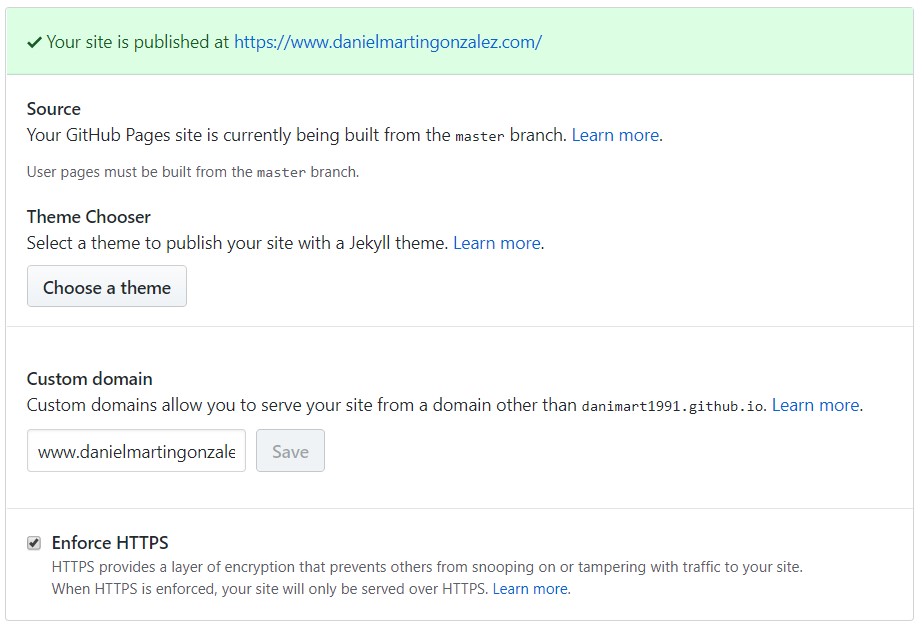 Your site is published at https://www.danielmartingonzalez.com/
Source
Your GitHub Pages site is currently being built from the master branch. Learn more.
User pages must be built from the master branch.
Theme Chooser
Select a theme to publish your site with a Jekyll theme. Learn more.
Choose a theme
Custom domain
Custom domains allow you to serve your site from a domain other than danimart1991.github.io. Learn more.
www.danielmartingonzale Save
Enforce HTTPS
HTTPS provides a layer of encryption that prevents others from snooping on or tampering with traffic to your site.
When HTTPS is enforced, your site will only be served over HTTPS. Learn more.